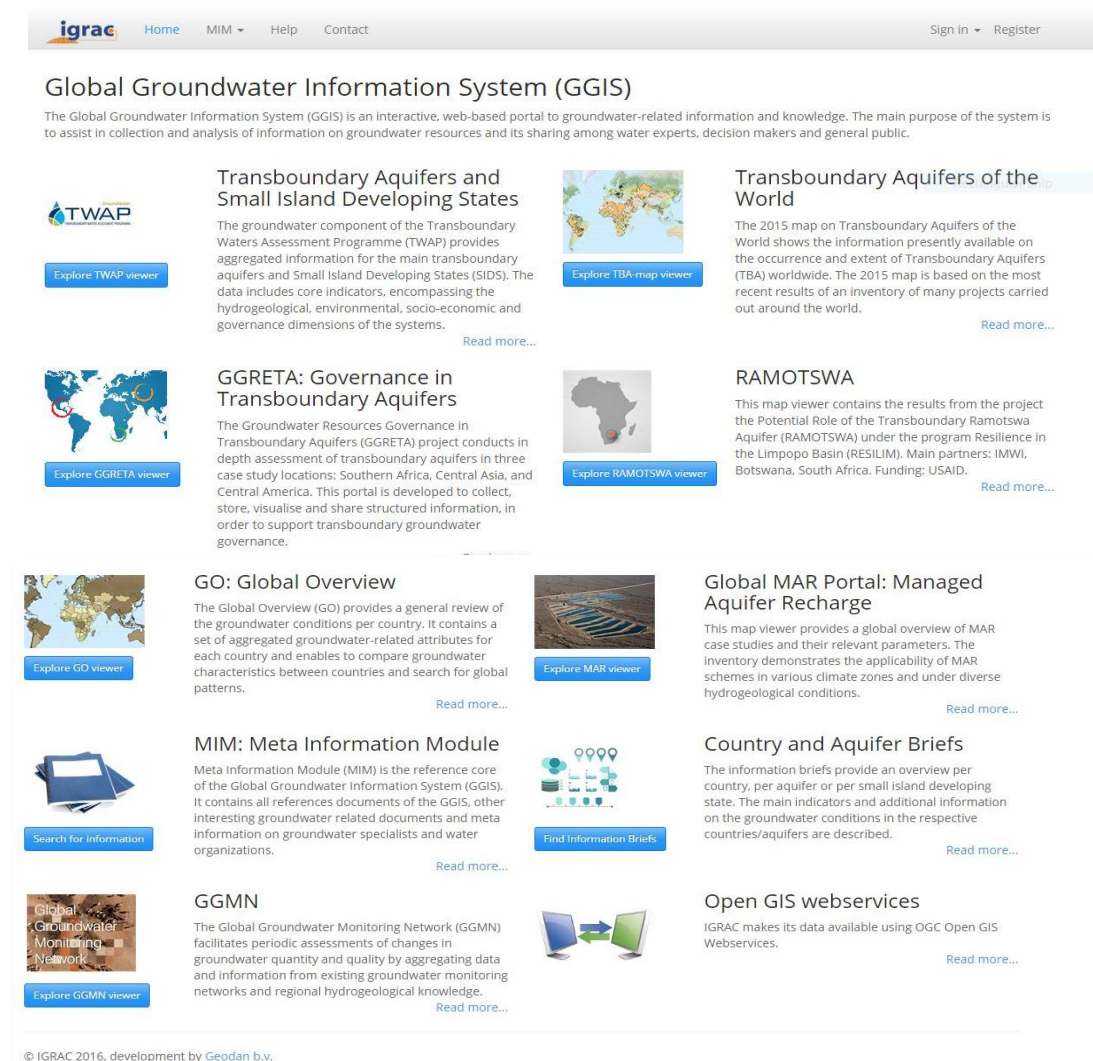 igrac Home MIM Help Contact Sign in Register
Global Groundwater Information System (GGIS)
The Global Groundwater Information System (GGIS) is an interactive, web-based portal to groundwater-related information and knowledge. The main purpose of the system is
to assist in collection and analysis of information on groundwater resources and its sharing among water experts, decision makers and general public.
TWAP
Explore TWAP viewer
Transboundary Aquifers and
Small Island Developing States
The groundwater component of the Transboundary
Waters Assessment Programme (TWAP) provides
aggregated information for the main transboundary
aquifers and Small Island Developing States (SIDS). The
data includes core indicators, encompassing the
hydrogeological, environmental, socio-economic and
governance dimensions of the systems.
Read more...
Explore TBA-map viewer
Transboundary Aquifers of the
World
The 2015 map on Transboundary Aquifers of the
World shows the information presently available on
the occurrence and extent of Transboundary Aquifers
(TBA) worldwide. The 2015 map is based on the most
recent results of an inventory of many projects carried
out around the world.
Read more...
Explore GGRETA viewer
GGRETA: Governance in
Transboundary Aquifers
The Groundwater Resources Governance in
Transboundary Aquifers (GGRETA) project conducts in
depth assessment of transboundary aquifers in three
case study locations: Southern Africa, Central Asia, and
Central America. This portal is developed to collect,
store, visualise and share structured information, in
order to support transboundary groundwater
governance.
Explore RAMOTSWA viewer
RAMOTSWA
This map viewer contains the results from the project
the Potential Role of the Transboundary Ramotswa
Aquifer (RAMOTSWA) under the program Resilience in
the Limpopo Basin (RESILIM). Main partners: IMWI,
Botswana, South Africa. Funding: USAID.
Read more...
Explore GO viewer
GO: Global Overview
The Global Overview (GO) provides a general review of
the groundwater conditions per country. It contains a
set of aggregated groundwater-related attributes for
each country and enables to compare groundwater
characteristics between countries and search for global
patterns.
Read more...
Explore MAR viewer
Global MAR Portal: Managed
Aquifer Recharge
This map viewer provides a global overview of MAR
case studies and their relevant parameters. The
inventory demonstrates the applicability of MAR
schemes in various climate zones and under diverse
hydrogeological conditions.
Read more...
Search for information
MIM: Meta Information Module
Meta Information Module (MIM) is the reference core
of the Global Groundwater Information System (GGIS).
It contains all references documents of the GGIS, other
interesting groundwater related documents and meta
information on groundwater specialists and water
organizations.
Read more...
Find Information Briefs
Country and Aquifer Briefs
The information briefs provide an overview per
country, per aquifer or per small island developing
state. The main indicators and additional information
on the groundwater conditions in the respective
countries/aquifers are described.
Read more...
Global
Groundwater
Monitoring
Network
Explore GGMN viewer
GGMN
The Global Groundwater Monitoring Network (GGMN)
facilitates periodic assessments of changes in
groundwater quantity and quality by aggregating data
and information from existing groundwater monitoring
networks and regional hydrogeological knowledge.
Read more...
Open GIS webservices
IGRAC makes its data available using OGC Open GIS
Webservices.
Read more...
© IGRAC 2016, development by Geodan b.v.